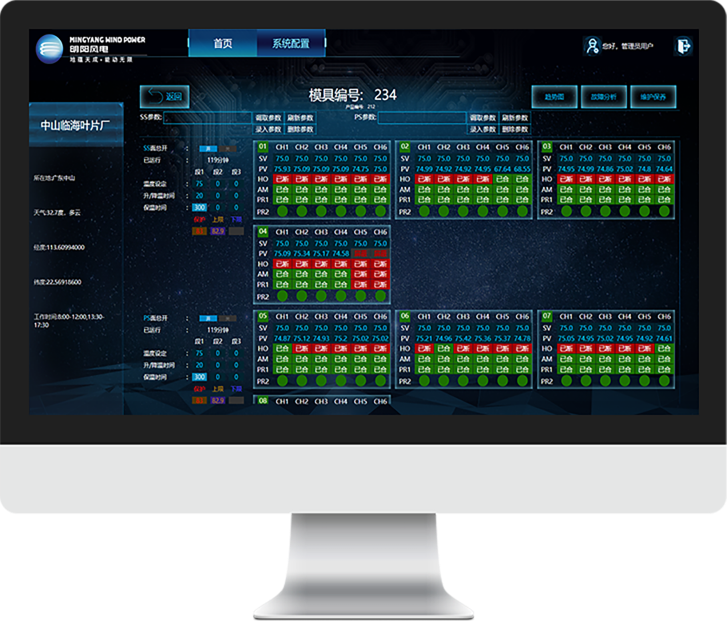 MINGYANG WIND POWER
明阳风电
地蕴天成·能动无限
首页
系统配置
您好，管理员用户
返回
模具编号： 234
产品编号：212
趋势图
故障分析
维护保养
SS参数:
调取参数 刷新参数
录入参数 删除参数
PS参数:
调取参数 刷新参数
录入参数 删除参数
中山临海叶片厂
所在地:广东中山
天气:32.7度，多云
经度:113.60994000
纬度:22.56918600
工作时间:8:00-12:00,13:30-
17:30
SS真总开 :
已运行 : 119分钟
段1 段2 段3
温度设定 : 75 0 0
升/降温时间 : 20 0 0
保温时间 : 300 0 0
保护 上限 下限
82.9
01 CH1 CH2 CH3 CH4 CH5 CH6
SV 75.0 75.0 75.0 75.0 75.0 75.0
PV 75.93 75.09 75.09 75.09 74.75 75.0
HO 已断 已断 已断 已断 已断 已断
AM 已合 已合 已合 已合 已合 已合
PR1 已合 已合 已合 已合 已合 已合
PR2
02 CH1 CH2 CH3 CH4 CH5 CH6
SV 75.0 75.0 75.0 75.0 75.0 75.0
PV 74.99 74.92 74.92 74.95 67.64 68.55
HO 已断 已断 已断 已断 已合 已合
AM 已合 已合 已合 已合 已合 已合
PR1 已合 已合 已合 已合 已合 已合
PR2
03 CH1 CH2 CH3 CH4 CH5 CH6
SV 75.0 75.0 75.0 75.0 75.0 75.0
PV 74.95 74.99 74.86 75.02 74.8 74.64
HO 已断 已断 已断 已断 已断 已断
AM 已合 已合 已合 已合 已合 已合
PR1 已合 已合 已合 已合 已合 已合
PR2
04 CH1 CH2 CH3 CH4 CH5 CH6
SV 75.0 75.0 75.0 75.0 75.0 75.0
PV 75.09 75.34 75.17 74.58
HO 已断 已断 已断 已断 已断 已断
AM 已合 已合 已合 已合 已断 已断
PR1 已合 已合 已合 已合 已断 已断
PR2
PS真总开 :
已运行 : 119分钟
段1 段2 段3
温度设定 : 75 0 0
升/降温时间 : 20 0 0
保温时间 : 300 0 0
保护 上限 下限
82.9
05 CH1 CH2 CH3 CH4 CH5 CH6
SV 75.0 75.0 75.0 75.0 75.0 75.0
PV 74.87 75.12 74.93 75.2 75.02 75.02
HO 已合 已断 已断 已断 已断 已断
AM 已合 已合 已合 已合 已合 已合
PR1 已合 已合 已合 已合 已合 已合
PR2
06 CH1 CH2 CH3 CH4 CH5 CH6
SV 75.0 75.0 75.0 75.0 75.0 75.0
PV 75.21 74.96 75.42 75.36 75.37 74.78
HO 已断 已合 已断 已断 已断 已断
AM 已合 已合 已合 已合 已合 已合
PR1 已合 已合 已合 已合 已合 已合
PR2
07 CH1 CH2 CH3 CH4 CH5 CH6
SV 75.0 75.0 75.0 75.0 75.0 75.0
PV 75.05 74.95 75.02 74.95 74.92 74.61
HO 已断 已断 已断 已断 已断 已合
AM 已合 已合 已合 已合 已合 已合
PR1 已合 已合 已合 已合 已合 已合
PR2
08 CH1 CH2 CH3 CH4 CH5 CH6